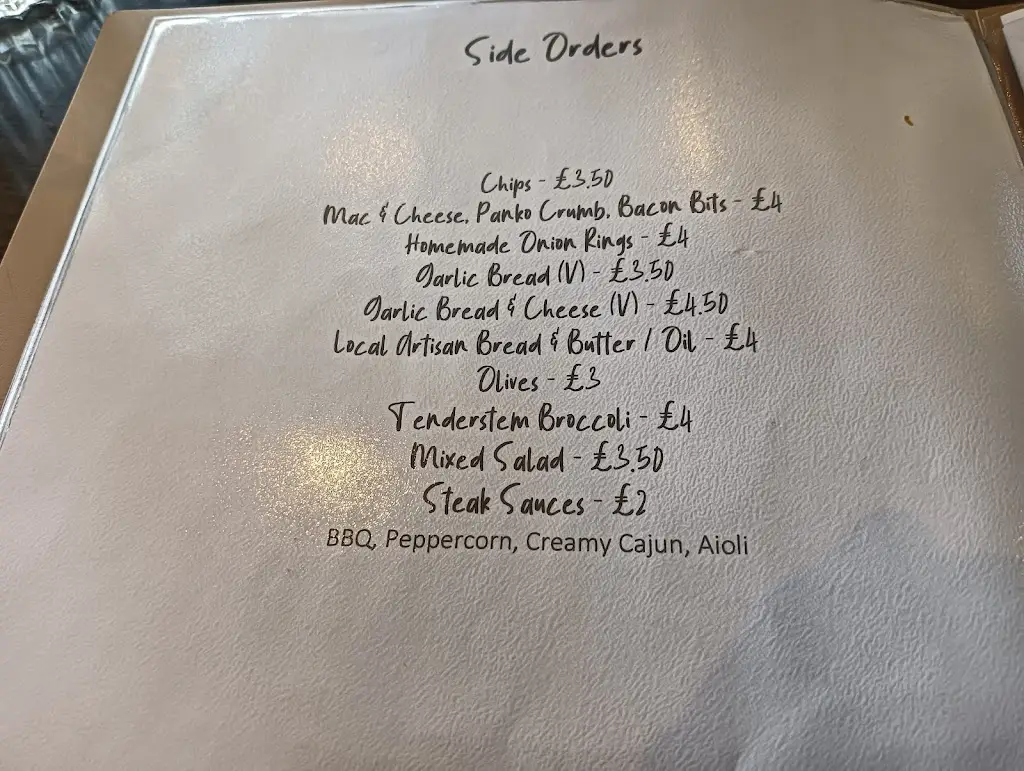 Side Orders
Chips - £3.50
Mac & Cheese, Panko Crumb, Bacon Bits - £4
Homemade Onion Rings - £4
Garlic Bread (V) - £3.50
Garlic Bread & Cheese (V) - £4.50
Local Artisan Bread & Butter / Oil - £4
Olives - £3
Tenderstem Broccoli - £4
Mixed Salad - £3.50
Steak Sauces - £2
BBQ, Peppercorn, Creamy Cajun, Aioli